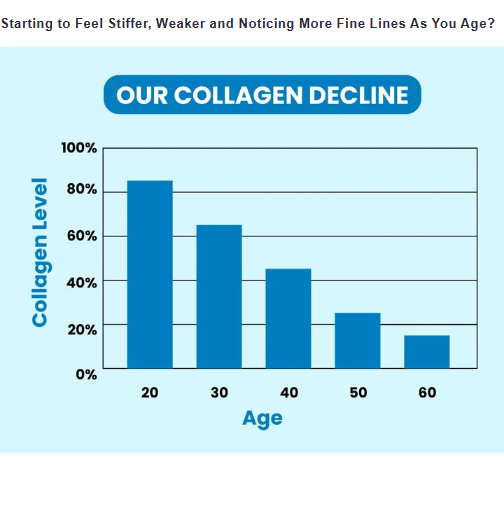 Starting to Feel Stiffer, Weaker and Noticing More Fine Lines As You Age?
OUR COLLAGEN DECLINE
100%
80%
60%
40%
20%
0%
Collagen Level
20 30 40 50 60
Age